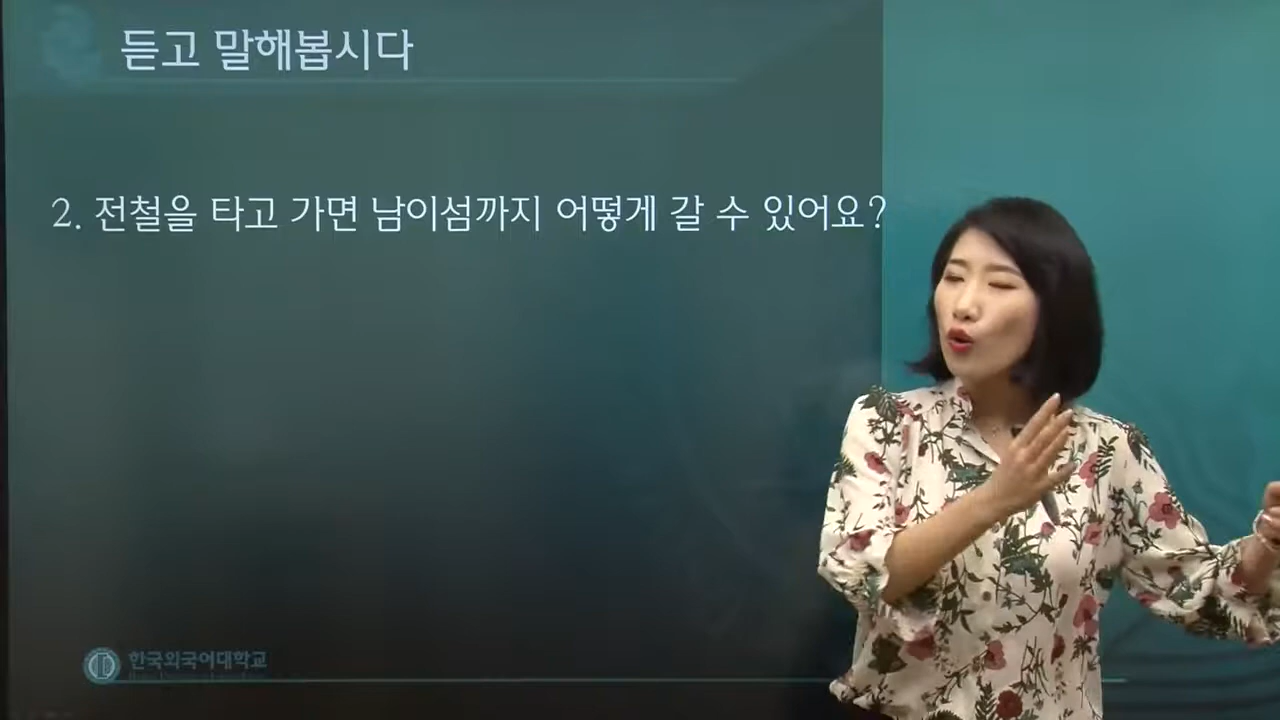 듣고 말해봅시다
2. 전철을 타고 가면 남이섬까지 어떻게 갈 수 있어요?
한국외국어대학교